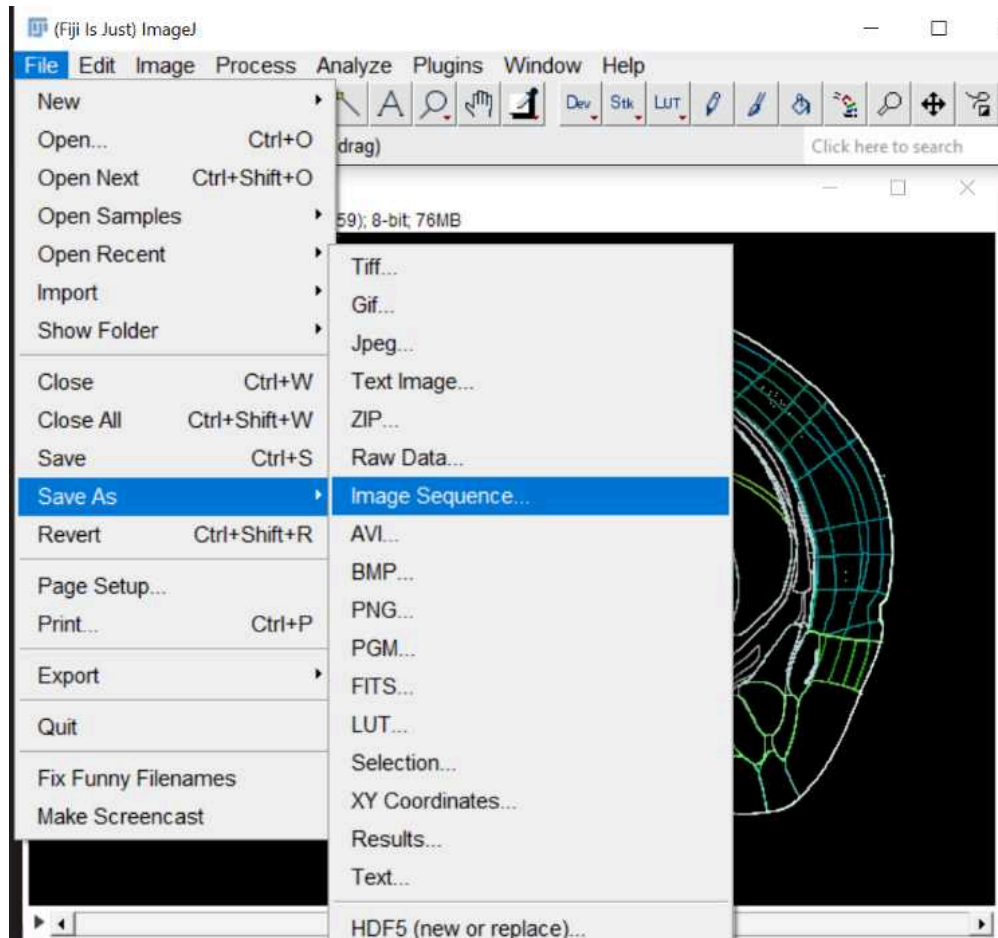 (Fiji Is Just) ImageJ
File Edit Image Process Analyze Plugins Window Help
Dev Stk LUT
drag)
Click here to search
59); 8-bit; 76MB
New
Open... Ctrl+O
Open Next Ctrl+Shift+O
Open Samples
Open Recent
Import
Show Folder
Close Ctrl+W
Close All Ctrl+Shift+W
Save Ctrl+S
Save As
Revert Ctrl+Shift+R
Page Setup...
Print... Ctrl+P
Export
Quit
Fix Funny Filenames
Make Screencast
Tiff...
Gif...
Jpeg...
Text Image...
ZIP...
Raw Data...
Image Sequence...
AVI...
BMP...
PNG...
PGM...
FITS...
LUT...
Selection...
XY Coordinates...
Results...
Text...
HDF5 (new or replace)...